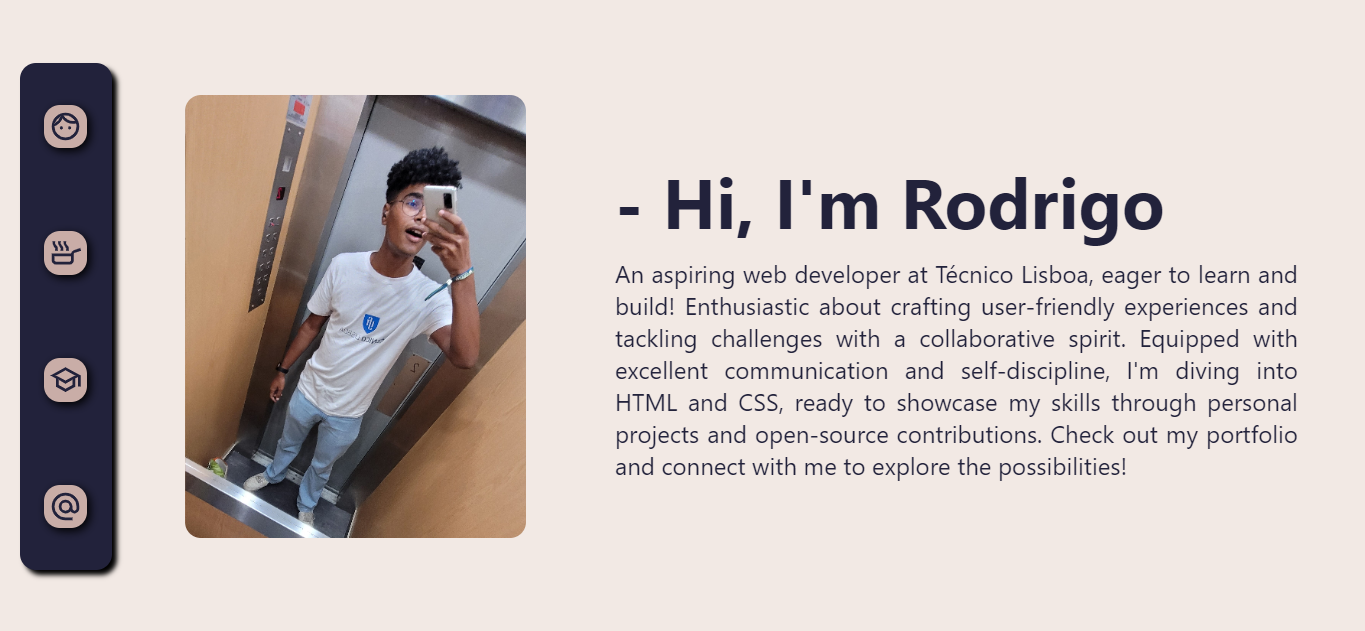 - Hi, I'm Rodrigo
An aspiring web developer at Técnico Lisboa, eager to learn and
build! Enthusiastic about crafting user-friendly experiences and
tackling challenges with a collaborative spirit. Equipped with
excellent communication and self-discipline, I'm diving into
HTML and CSS, ready to showcase my skills through personal
projects and open-source contributions. Check out my portfolio
and connect with me to explore the possibilities!